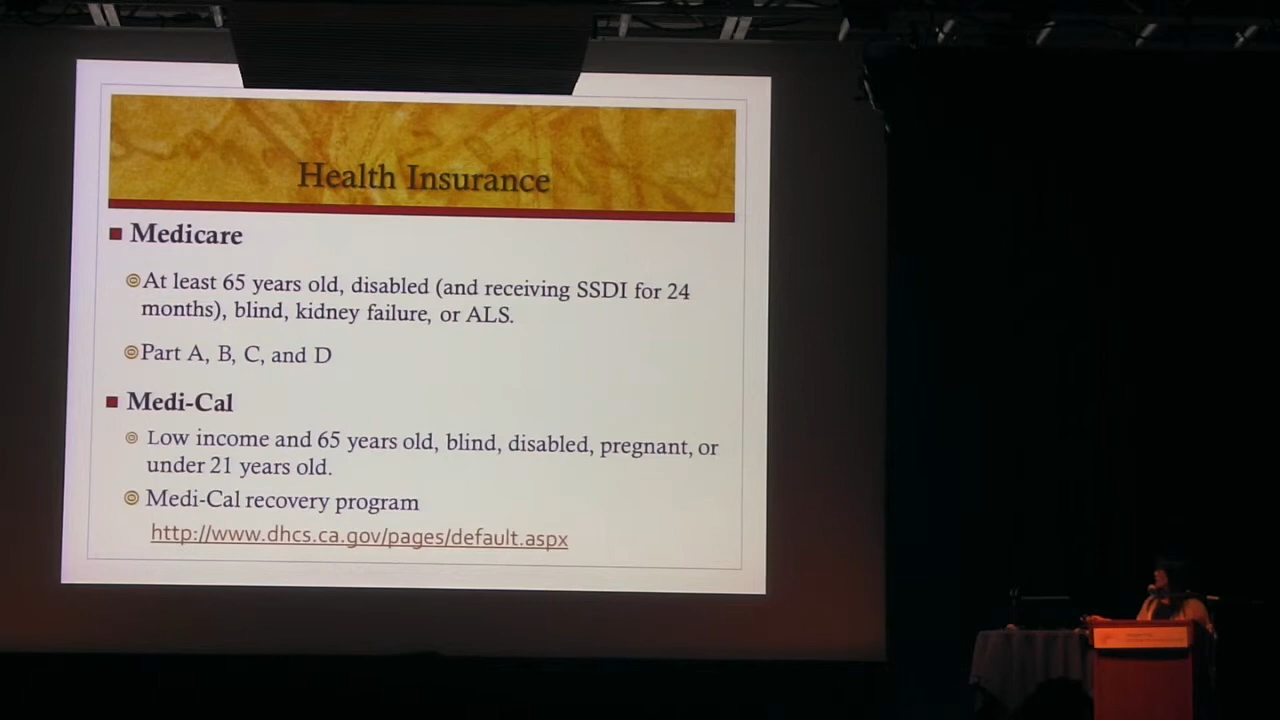 Health Insurance
Medicare
At least 65 years old, disabled (and receiving SSDI for 24
months), blind, kidney failure, or ALS.
Part A, B, C, and D
Medi-Cal
Low income and 65 years old, blind, disabled, pregnant, or
under 21 years old.
Medi-Cal recovery program
http://www.dhcs.ca.gov/pages/default.aspx